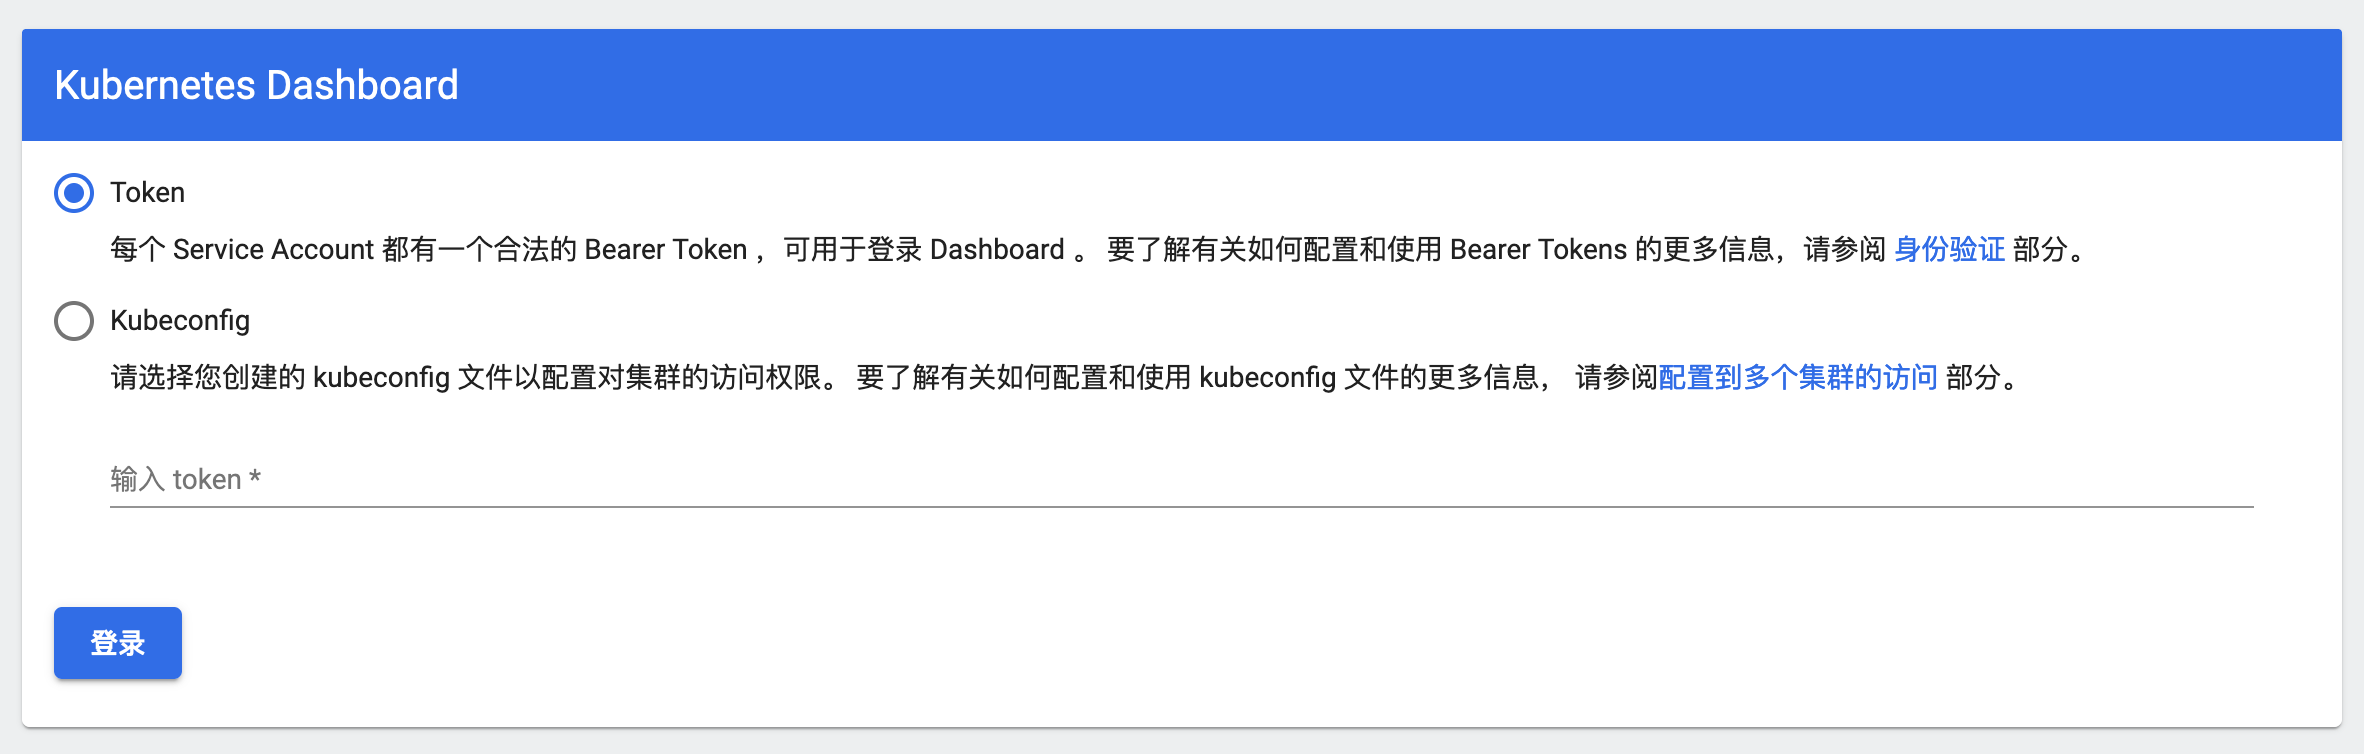 Kubernetes Dashboard
Token
每个 Service Account 都有一个合法的 Bearer Token ，可用于登录 Dashboard 。 要了解有关如何配置和使用 Bearer Tokens 的更多信息，请参阅 身份验证 部分。
Kubeconfig
请选择您创建的 kubeconfig 文件以配置对集群的访问权限。 要了解有关如何配置和使用 kubeconfig 文件的更多信息， 请参阅配置到多个集群的访问 部分。
输入 token *
登录